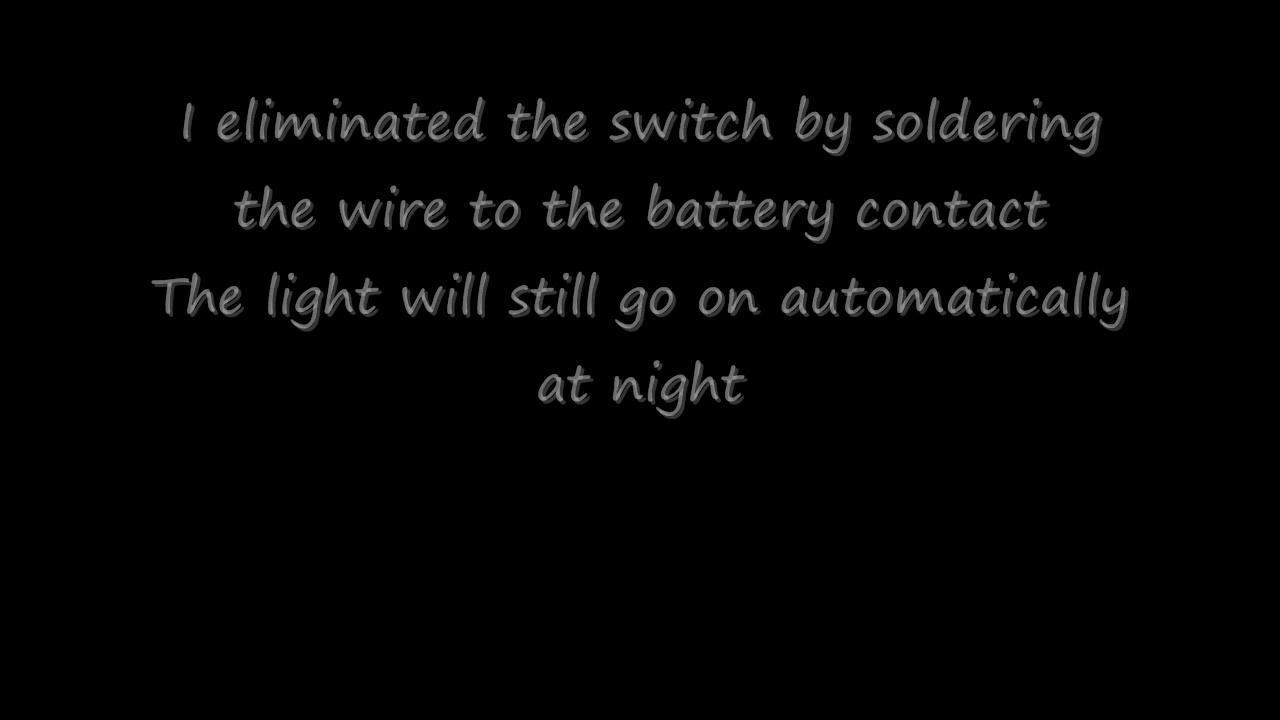 I eliminated the switch by soldering
the wire to the battery contact
The light will still go on automatically
at night